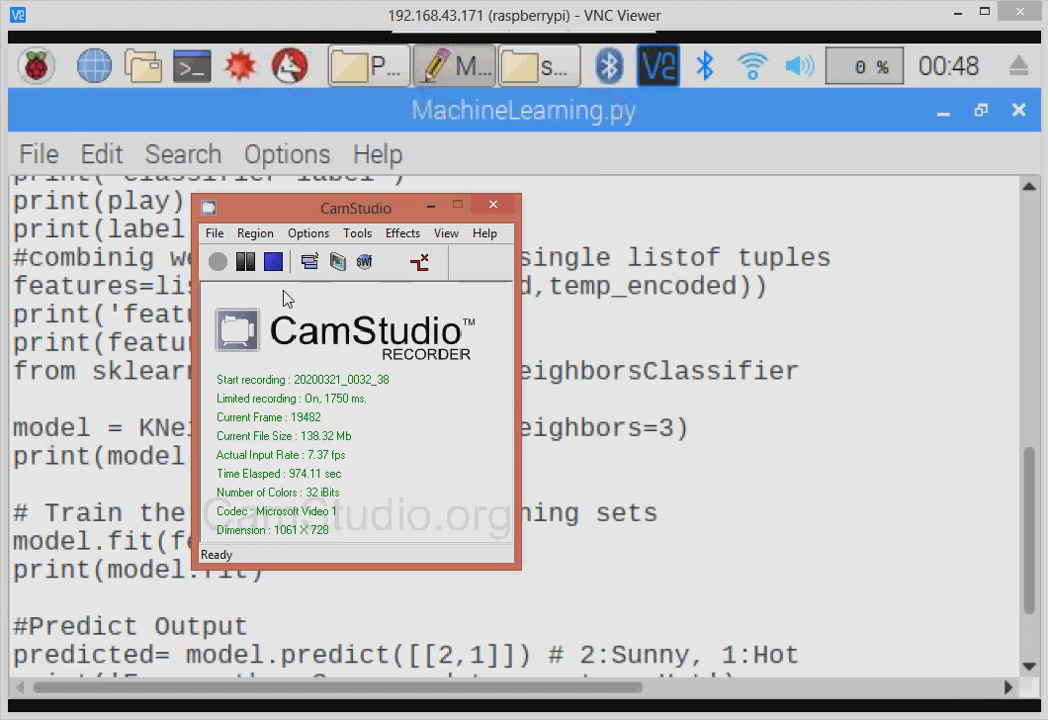 192.168.43.171 (raspberrypi) - VNC Viewer
P... M... s... 0 % 00:48
MachineLearning.py
File Edit Search Options Help
print(play)
print(label
#combinig we single listof tuples
features=lis d,temp_encoded))
print('featu
print(featur
from sklearn eighborsClassifier
model = KNei eighbors=3)
print(model
# Train the ning sets
model.fit(fe
print(model.fit)
#Predict Output
predicted= model.predict([[2,1]]) # 2:Sunny, 1:Hot
CamStudio
File Region Options Tools Effects View Help
CamStudio™
RECORDER
Start recording : 20200321_0032_38
Limited recording : On, 1750 ms.
Current Frame : 19482
Current File Size : 138.32 Mb
Actual Input Rate : 7.37 fps
Time Elasped : 974.11 sec
Number of Colors : 32 iBits
Codec : Microsoft Video 1
Dimension : 1061 X 728
CamStudio.org
Ready